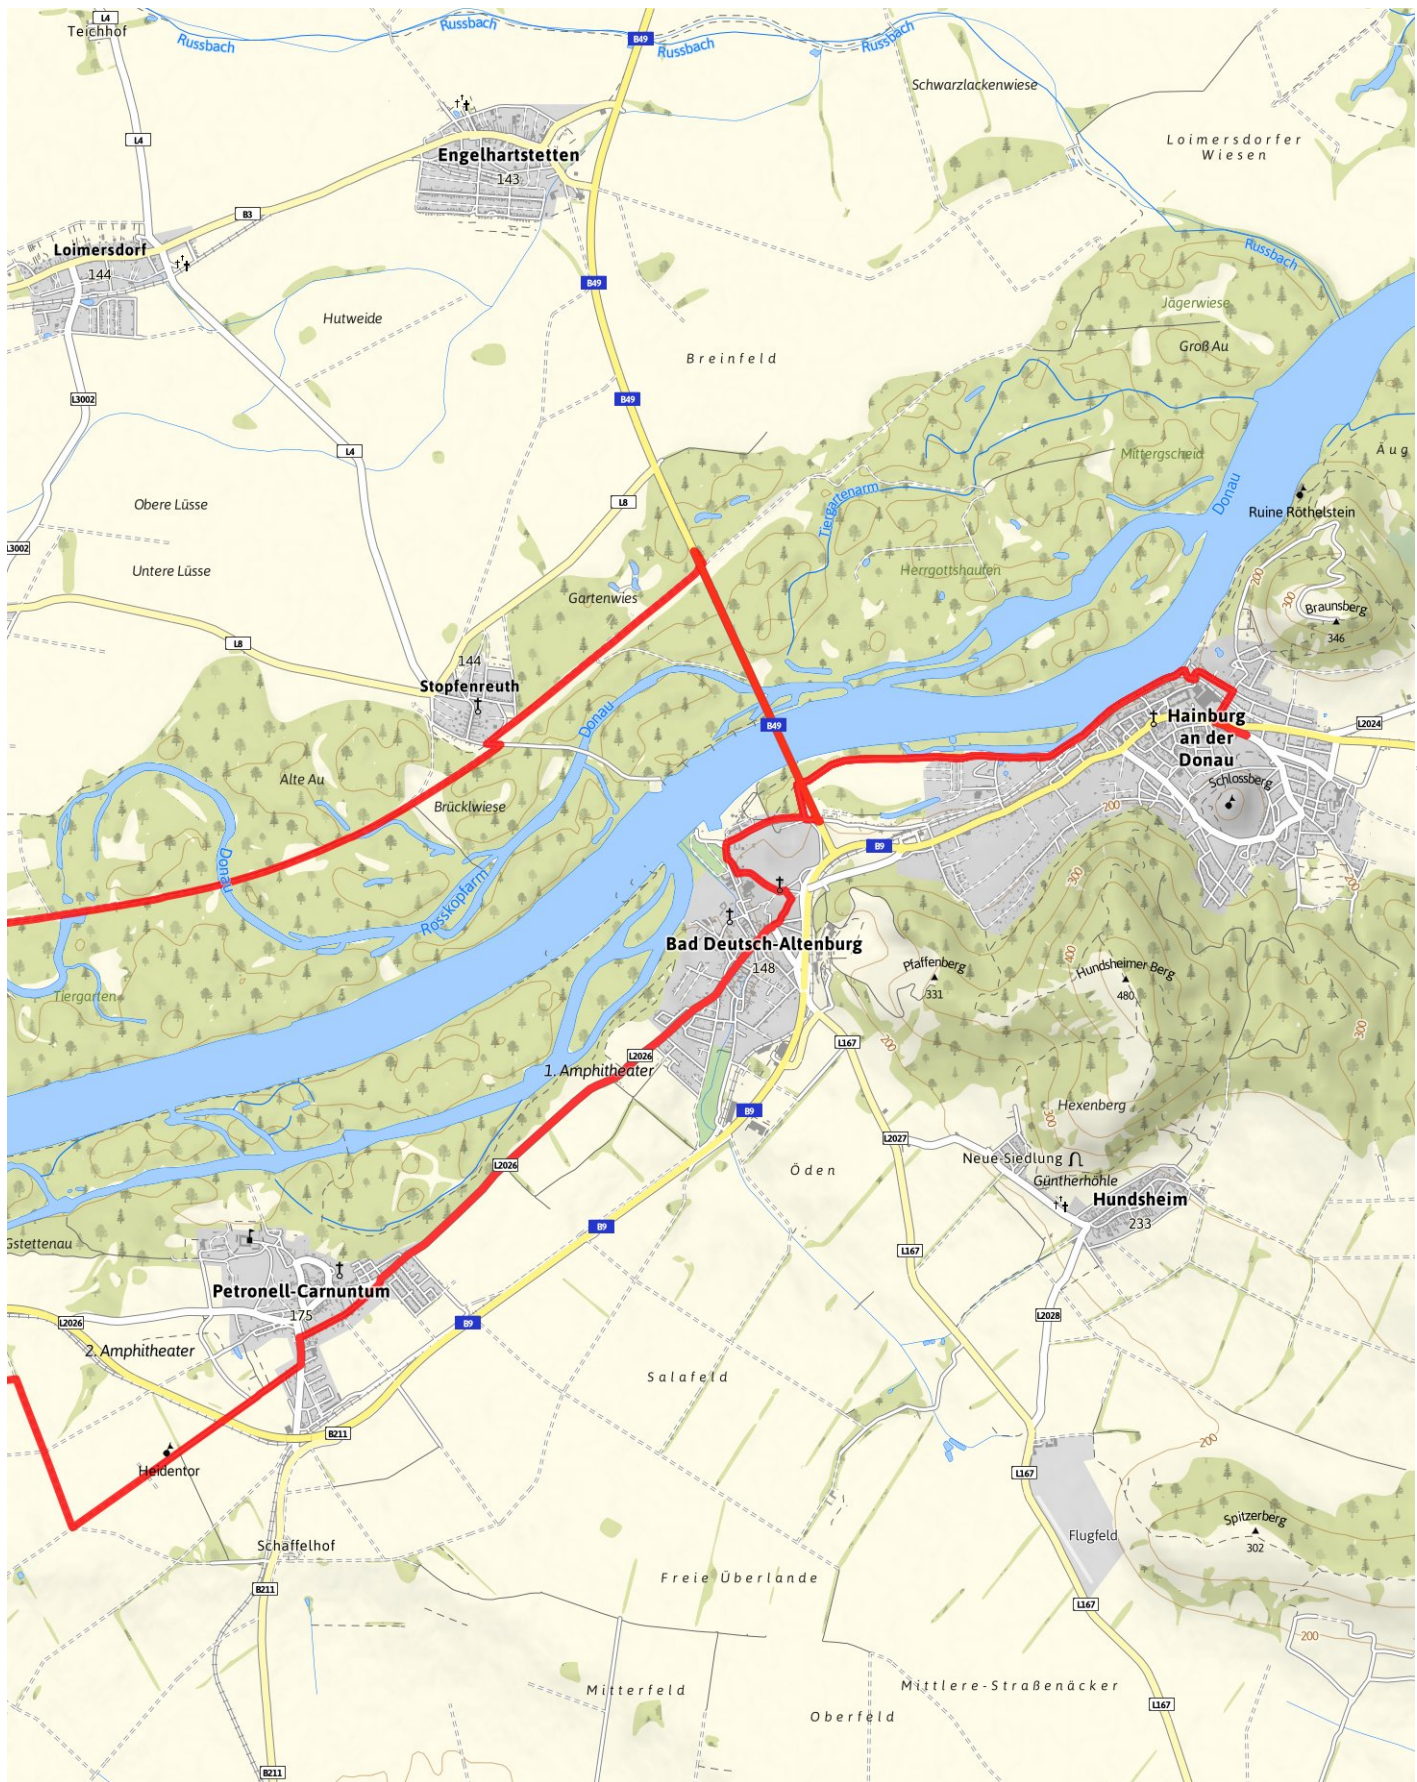 L4
Teichhof
Russbach
Russbach
B49
Russbach
Russbach
Schwarzlackenwiese
L4
Loimersdorfer
Wiesen
Engelhartstetten
143
B3
Loimersdorf
144
Russbach
B49
Jägerwiese
Hutweide
Groß Au
Breinfeld
L3002
B49
L4
Mittergscheid
Äug
Tiergartenarm
Donau
L8
Obere Lüsse
Ruine Röthelstein
L3002
Untere Lüsse
Herrgottshaufen
200
300
Gartenwies
Braunsberg
346
L8
144
Stopfenreuth
Donau
B49
Hainburg
an der
Donau
L2024
Alte Au
Schlossberg
Brücklwiese
200
B9
Donau
300
200
Rosskopfarm
Bad Deutsch-Altenburg
148
400
Pfaffenberg
331
Hundsheimer Berg
480
Tiergarten
200
300
L167
L2026
1. Amphitheater
Hexenberg
300
B9
L2027
L2026
Neue-Siedlung
Öden
Güntherhöhle
Hundsheim
233
B9
Gstettenau
L167
Petronell-Carnuntum
175
L2026
B9
L2028
2. Amphitheater
Salafeld
B211
200
Heidentor
L167
Spitzerberg
302
Flugfeld
Schaffelhof
Freie Überlande
B211
L167
200
Mitterfeld
Mittlere-Straßenäcker
L167
Oberfeld
B211